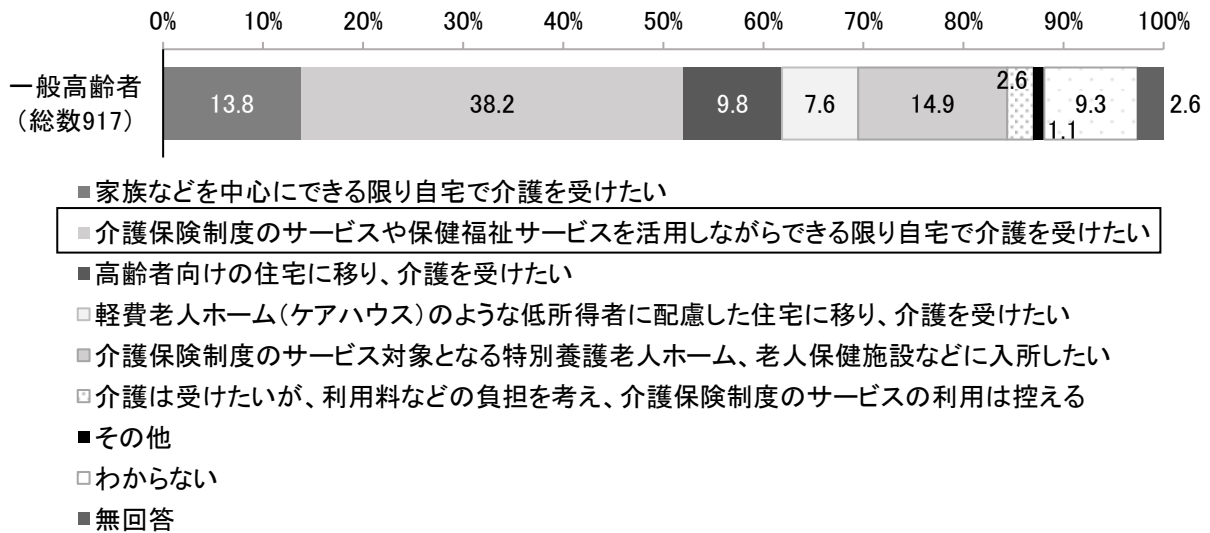 0% 10% 20% 30% 40% 50% 60% 70% 80% 90% 100%
一般高齢者
（総数917）
13.8 38.2 9.8 7.6 14.9 2.6 1.1 9.3 2.6
家族などを中心にできる限り自宅で介護を受けたい
介護保険制度のサービスや保健福祉サービスを活用しながらできる限り自宅で介護を受けたい
高齢者向けの住宅に移り、介護を受けたい
軽費老人ホーム（ケアハウス）のような低所得者に配慮した住宅に移り、介護を受けたい
介護保険制度のサービス対象となる特別養護老人ホーム、老人保健施設などに入所したい
介護は受けたいが、利用料などの負担を考え、介護保険制度のサービスの利用は控える
その他
わからない
無回答